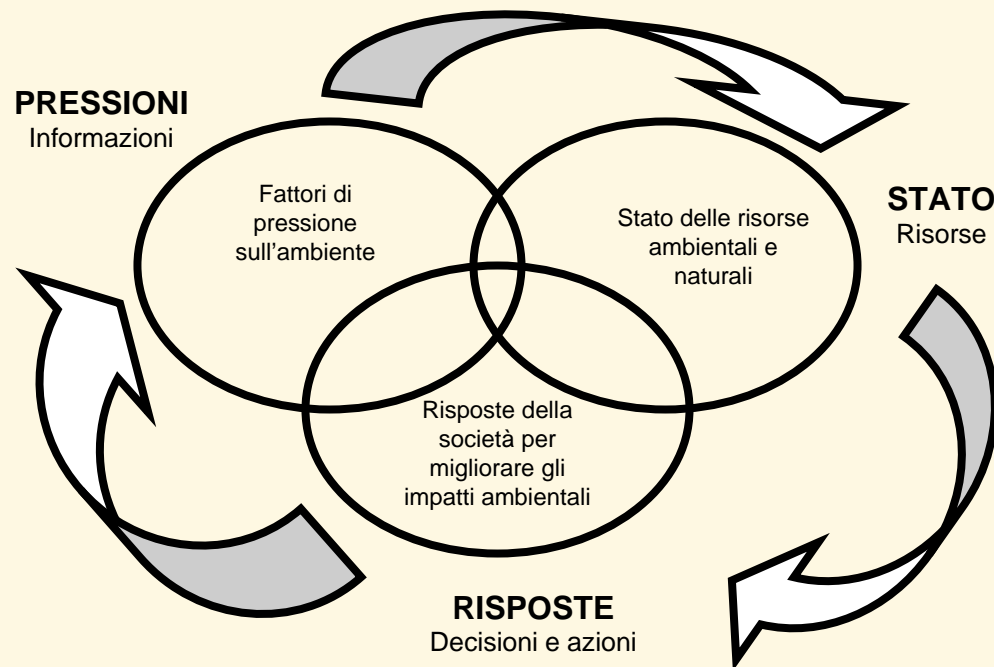 PRESSIONI
Informazioni
Fattori di
pressione
sull'ambiente
Stato delle risorse
ambientali e
naturali
STATO
Risorse
Risposte della
società per
migliorare gli
impatti ambientali
RISPOSTE
Decisioni e azioni